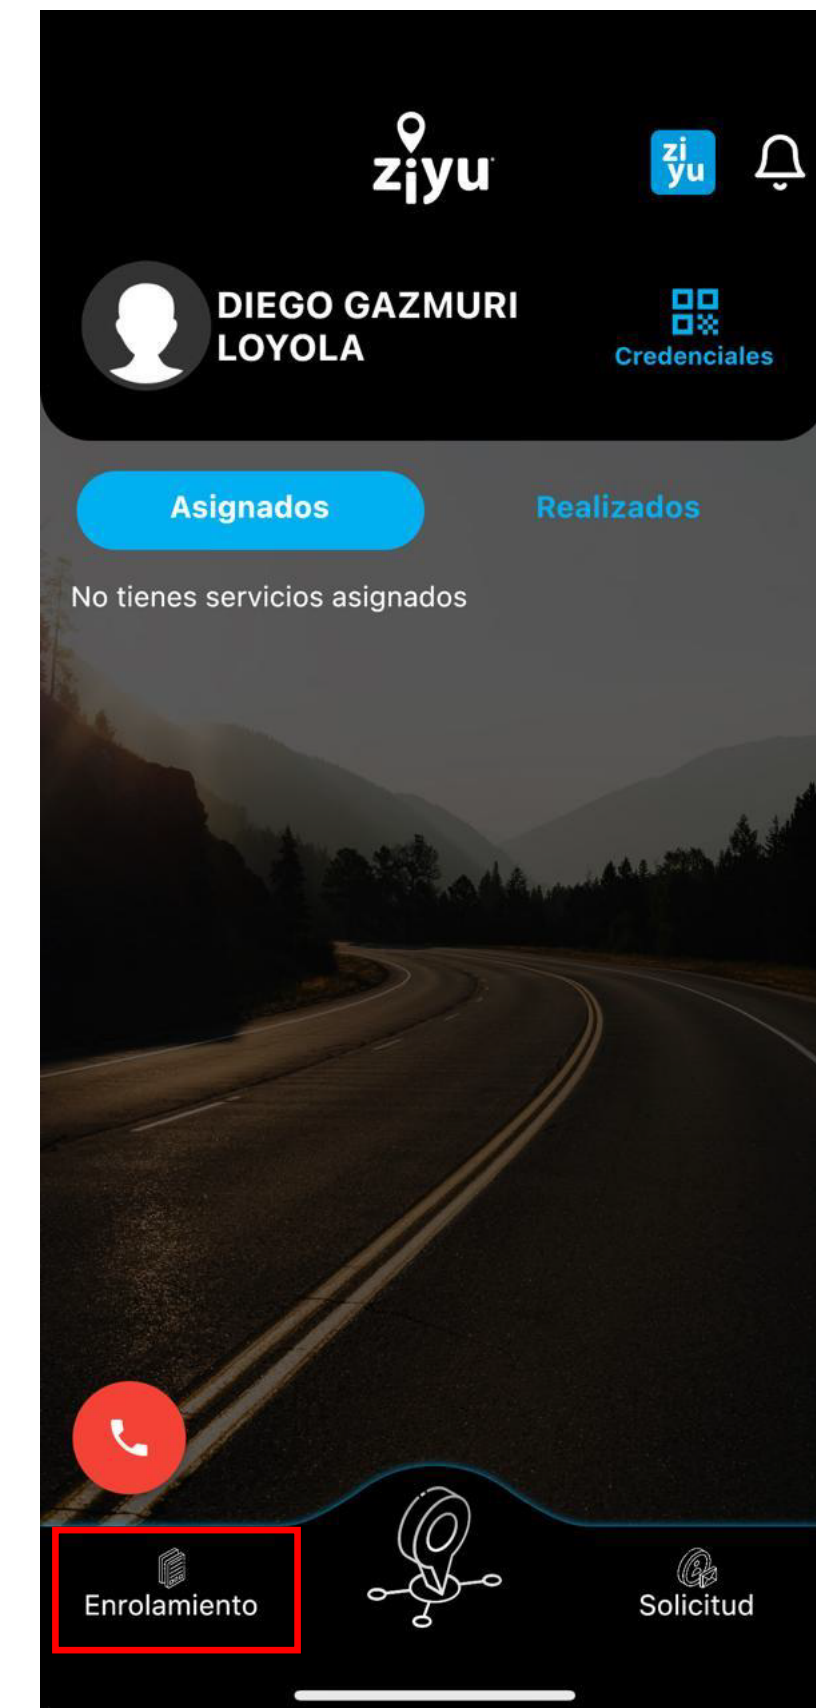 ziyu
zi
yu
DIEGO GAZMURI
LOYOLA
Credenciales
Asignados
Realizados
No tienes servicios asignados
Enrolamiento
Solicitud